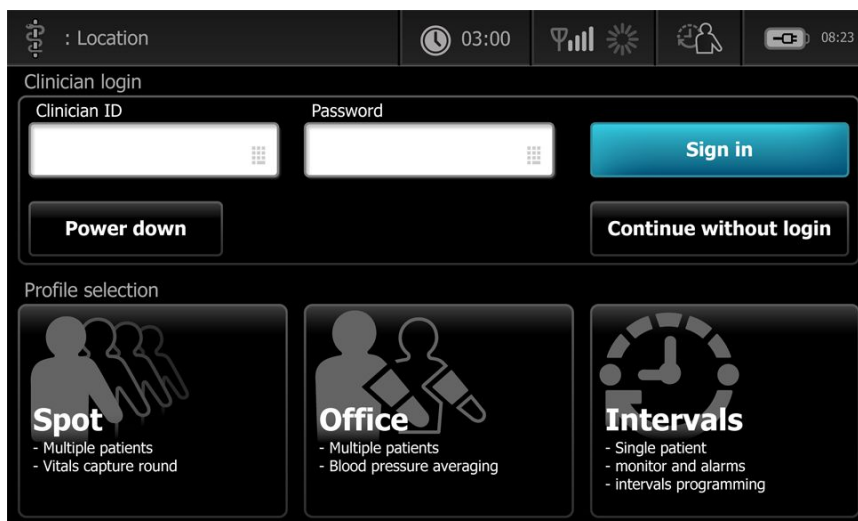 : Location
03:00
08:23
Clinician login
Clinician ID
Password
Sign in
Power down
Continue without login
Profile selection
Spot
- Multiple patients
- Vitals capture round
Office
- Multiple patients
- Blood pressure averaging
Intervals
- Single patient
- monitor and alarms
- intervals programming